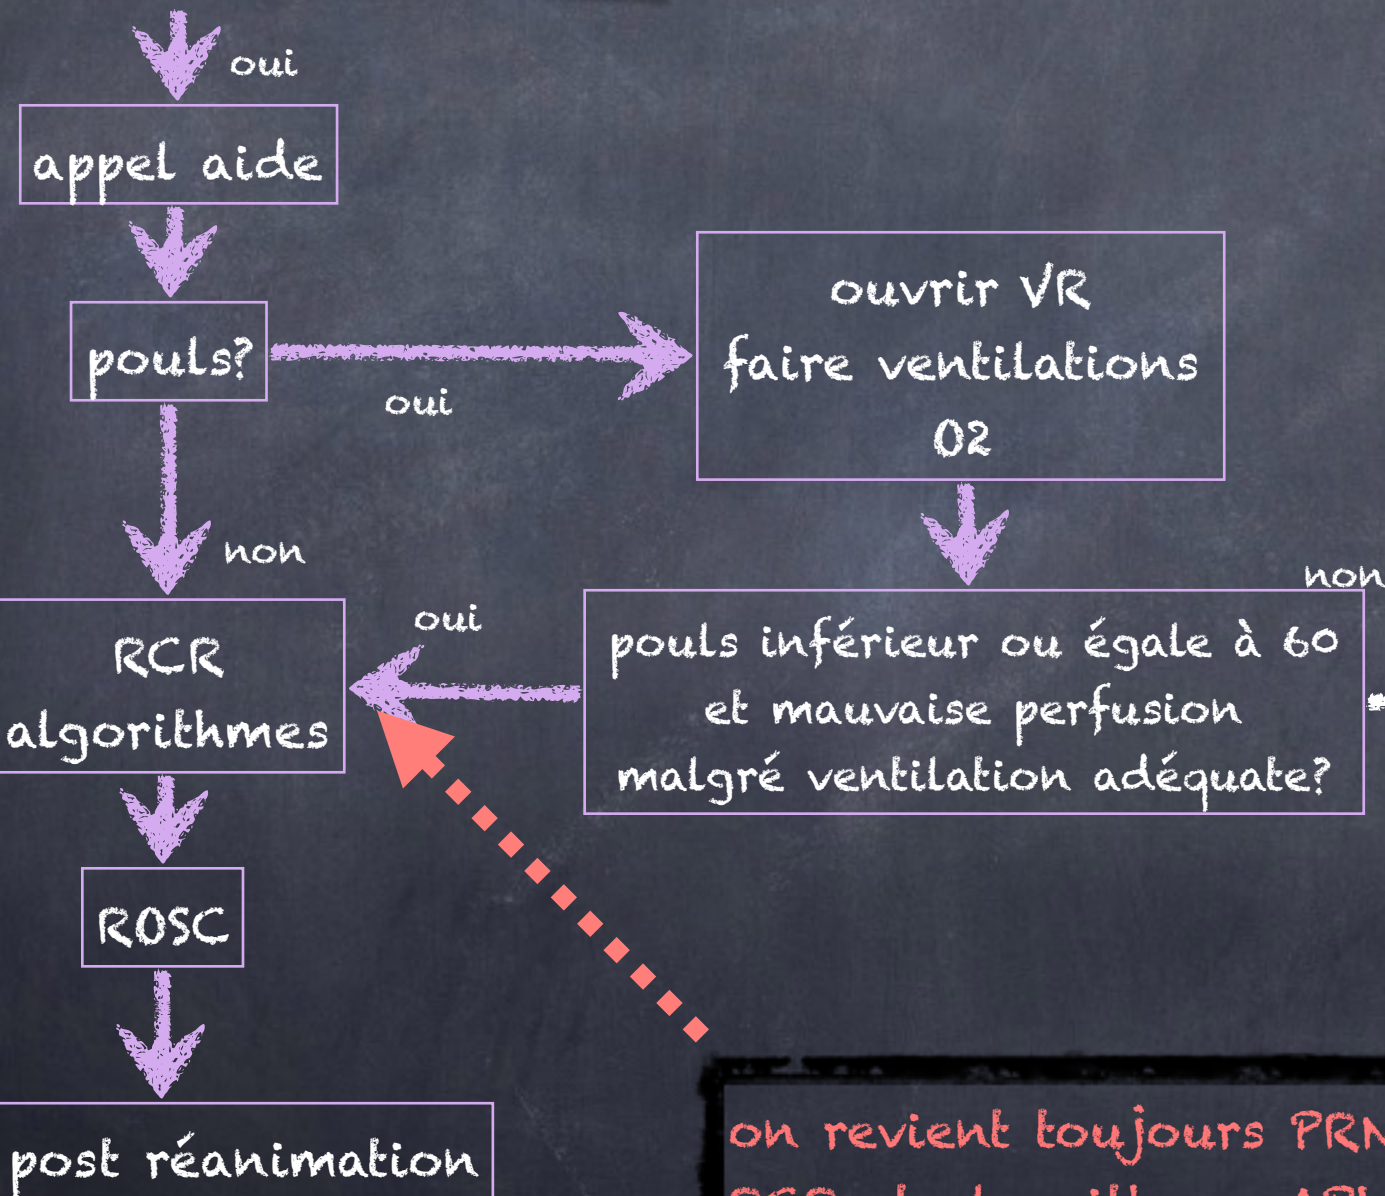 oui
appel aide
pouls?
oui
ouvrir VR
faire ventilations
O2
non
non
oui
RCR
algorithmes
pouls inférieur ou égale à 60
et mauvaise perfusion
malgré ventilation adéquate?
ROSC
post réanimation
on revient toujours PRN